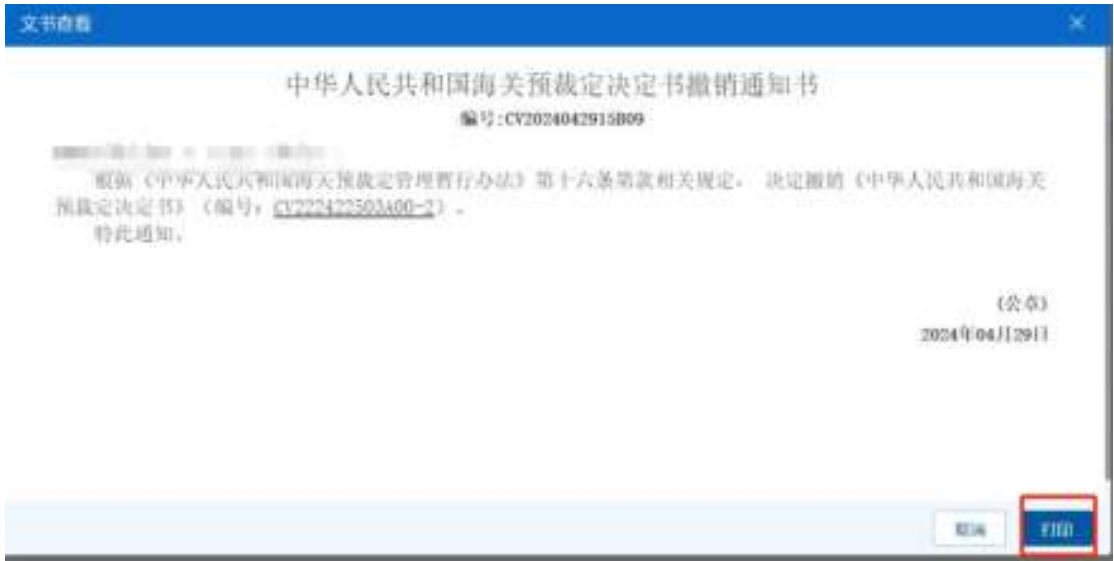 文书查看
中华人民共和国海关预裁定决定书撤销通知书
编号:CV2024042915B09
根据《中华人民共和国海关预裁定管理暂行办法》第十六条第款相关规定, 决定撤销《中华人民共和国海关
预裁定决定书》(编号: CV222422503A00-2)。
特此通知。
(公章)
2024年04月29日
取消
打印